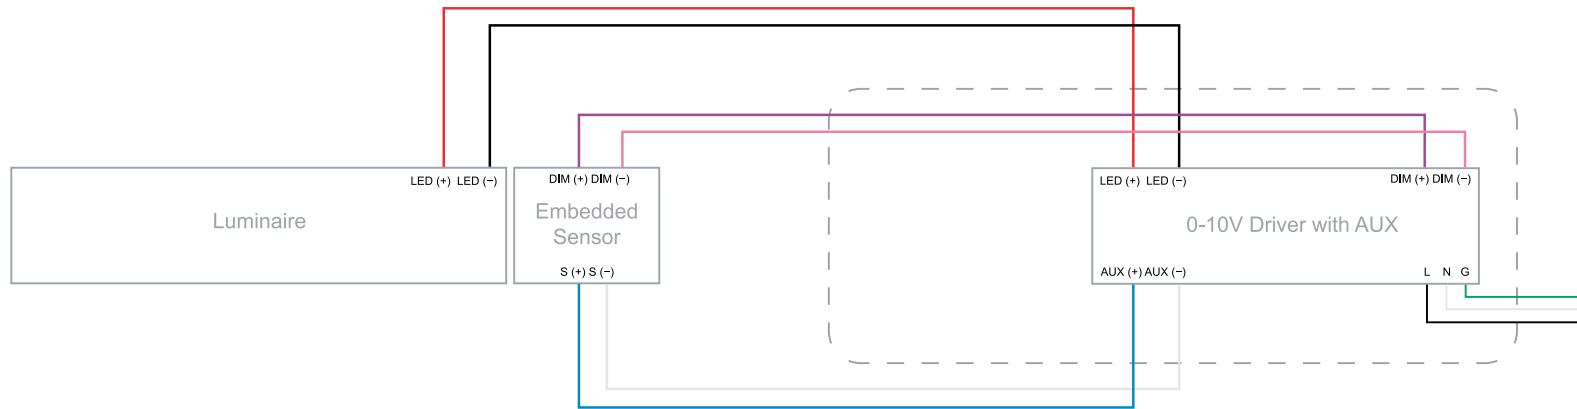 LED (+) LED (−)
Luminaire
DIM (+) DIM (−)
Embedded
Sensor
S (+) S (−)
LED (+) LED (−)
DIM (+) DIM (−)
0-10V Driver with AUX
AUX (+) AUX (−)
L N G